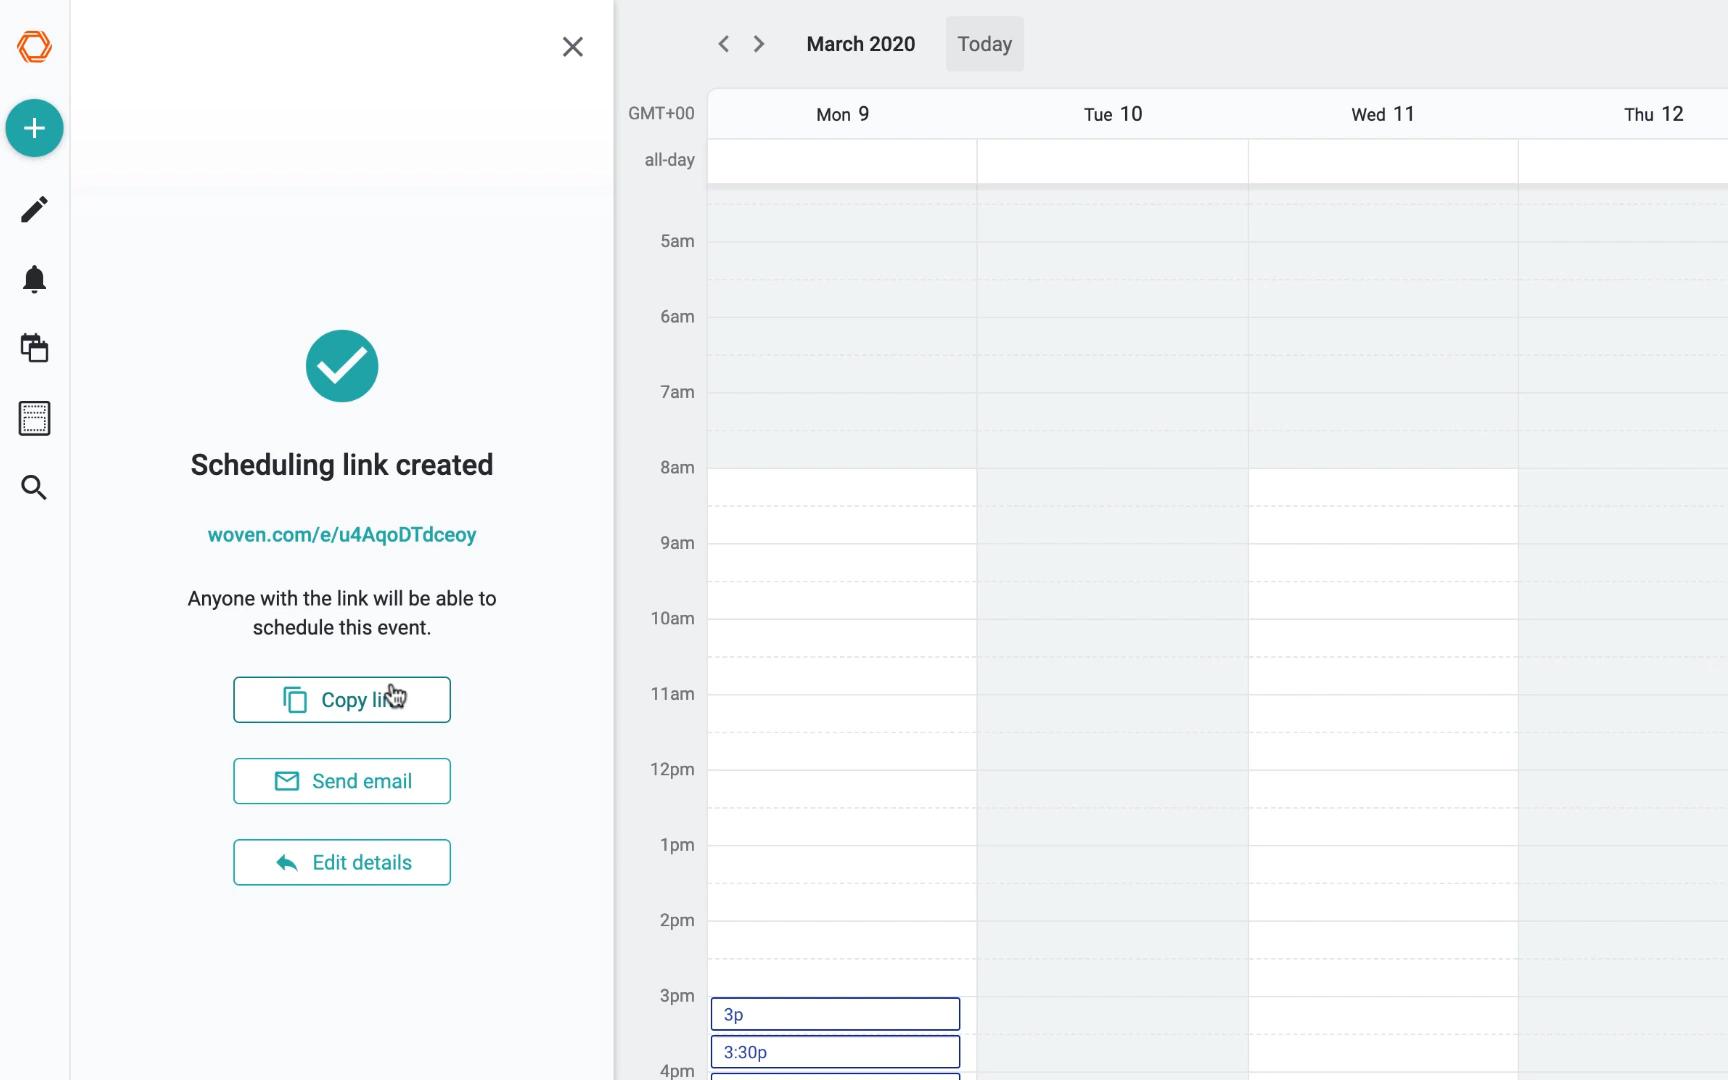 March 2020
Today
GMT+00
Mon 9
Tue 10
Wed 11
Thu 12
all-day
5am
6am
7am
8am
9am
10am
11am
12pm
1pm
2pm
3pm
4pm
3p
3:30p
Scheduling link created
woven.com/e/u4AqoDTdceoy
Anyone with the link will be able to
schedule this event.
Copy link
Send email
Edit details